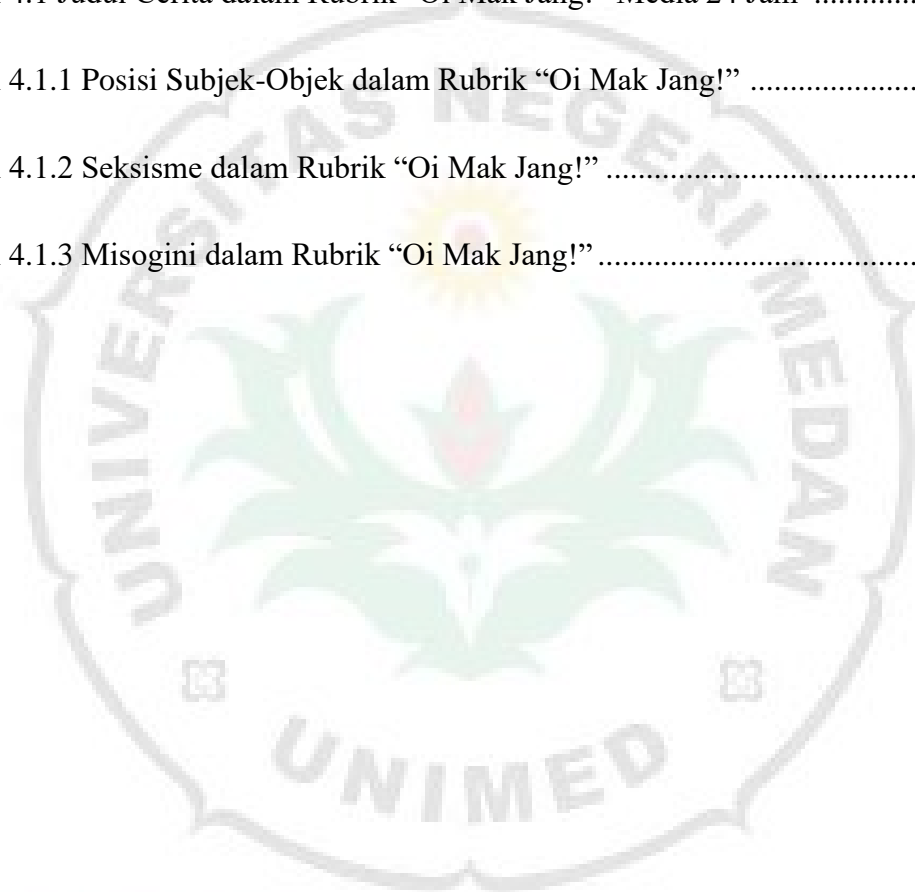 4.1 Judul Cerita dalam Rubrik “Oi Mak Jang!” Media 24 Jam ..............
4.1.1 Posisi Subjek-Objek dalam Rubrik “Oi Mak Jang!” .....................
4.1.2 Seksisme dalam Rubrik “Oi Mak Jang!” .......................................
4.1.3 Misogini dalam Rubrik “Oi Mak Jang!” ........................................
UNIVERSITAS NEGERI MEDAN
UNIMED